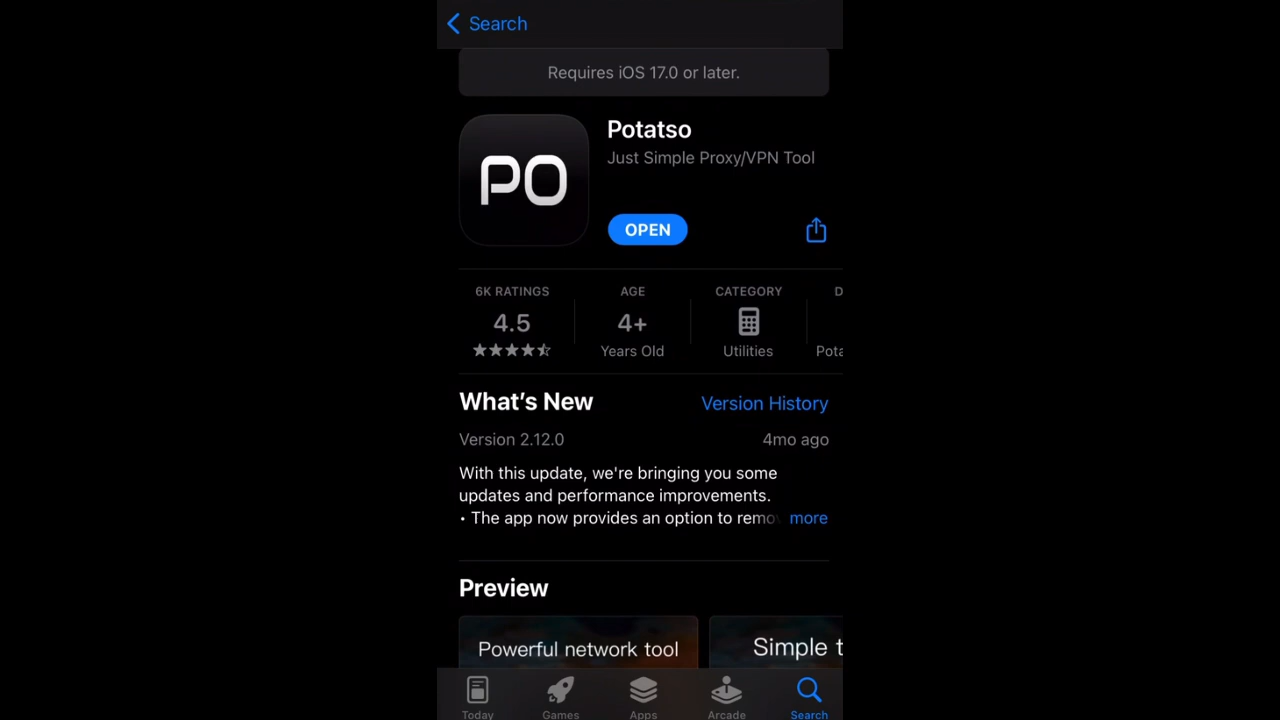 Search
Requires iOS 17.0 or later.
PO
Potatso
Just Simple Proxy/VPN Tool
OPEN
6K RATINGS
AGE
CATEGORY
D
4.5
4+
Years Old
Utilities
Pota
What's New
Version History
Version 2.12.0
4mo ago
With this update, we're bringing you some
updates and performance improvements.
• The app now provides an option to remo more
Preview
Powerful network tool
Simple t
Today
Games
Apps
Arcade
Search